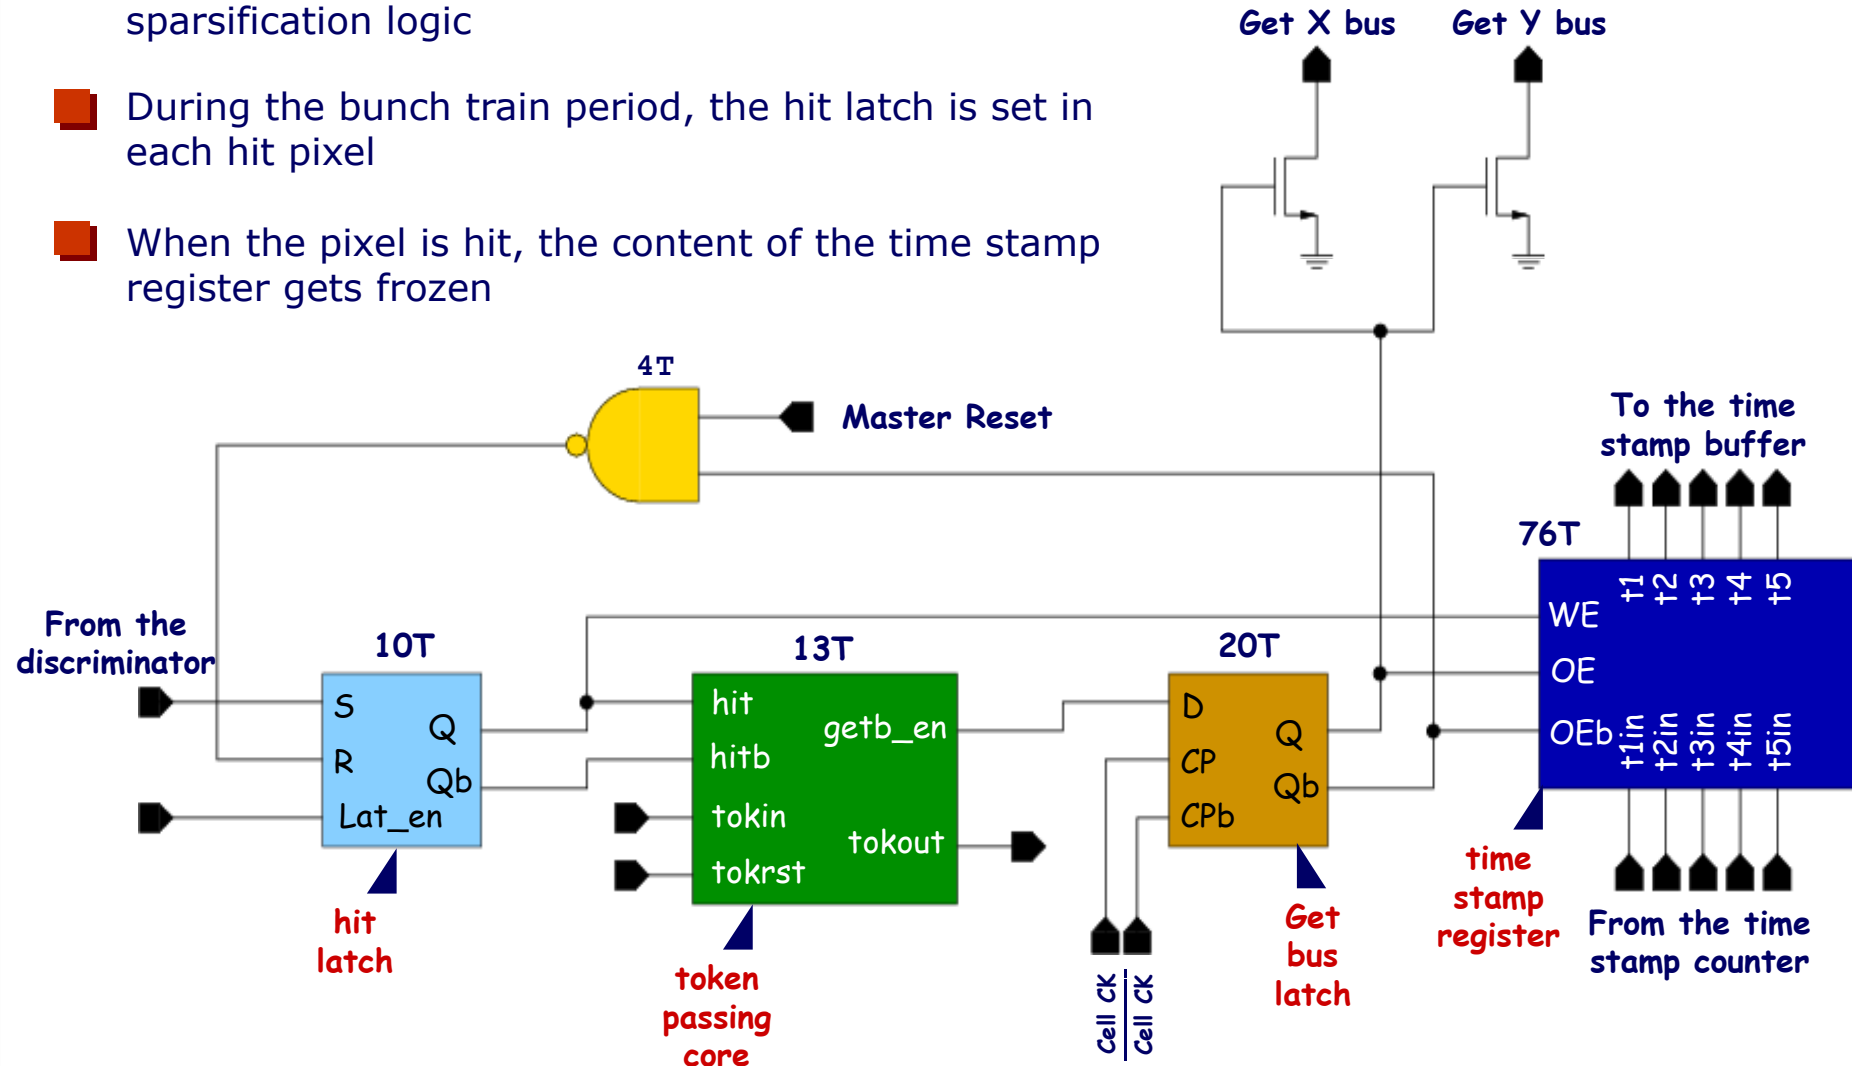 sparsification logic
During the bunch train period, the hit latch is set in
each hit pixel
When the pixel is hit, the content of the time stamp
register gets frozen
Get X bus
Get Y bus
4T
Master Reset
To the time
stamp buffer
76T
t1
t2
t3
t4
t5
WE
OE
OEb
t1in
t2in
t3in
t4in
t5in
From the
discriminator
10T
S
R
Q
Qb
Lat_en
13T
hit
hitb
getb_en
tokin
tokout
tokrst
20T
D
CP
CPb
Q
Qb
hit
latch
token
passing
core
Cell CK
Cell CK
Get
bus
latch
time
stamp
register
From the time
stamp counter